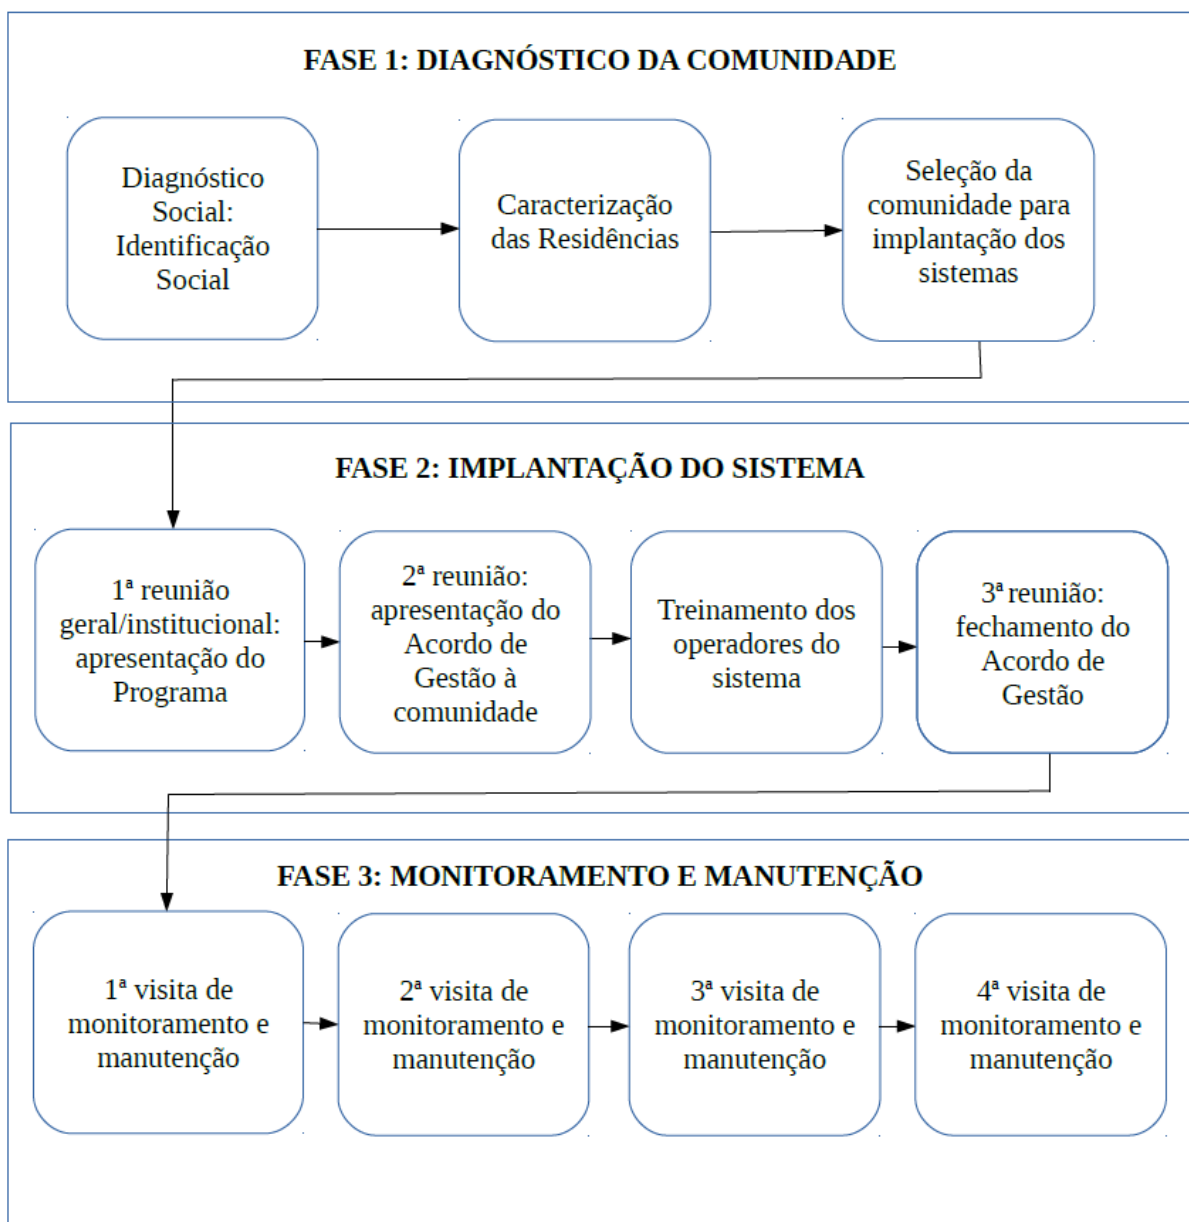 FASE 1: DIAGNÓSTICO DA COMUNIDADE
Diagnóstico
Social:
Identificação
Social
Caracterização
das Residências
Seleção da
comunidade para
implantação dos
sistemas
FASE 2: IMPLANTAÇÃO DO SISTEMA
1ª reunião
geral/institucional:
apresentação do
Programa
2ª reunião:
apresentação do
Acordo de
Gestão à
comunidade
Treinamento dos
operadores do
sistema
3ª reunião:
fechamento do
Acordo de
Gestão
FASE 3: MONITORAMENTO E MANUTENÇÃO
1ª visita de
monitoramento e
manutenção
2ª visita de
monitoramento e
manutenção
3ª visita de
monitoramento e
manutenção
4ª visita de
monitoramento e
manutenção